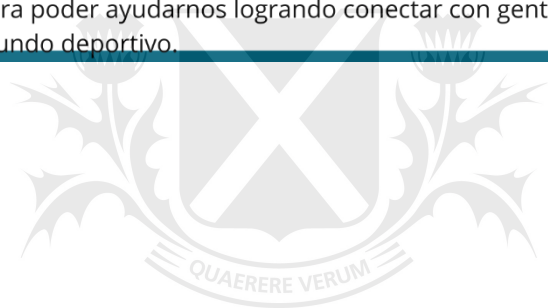 ra poder ayudarnos logrando conectar con gent
undo deportivo.
QUAERERE VERUM